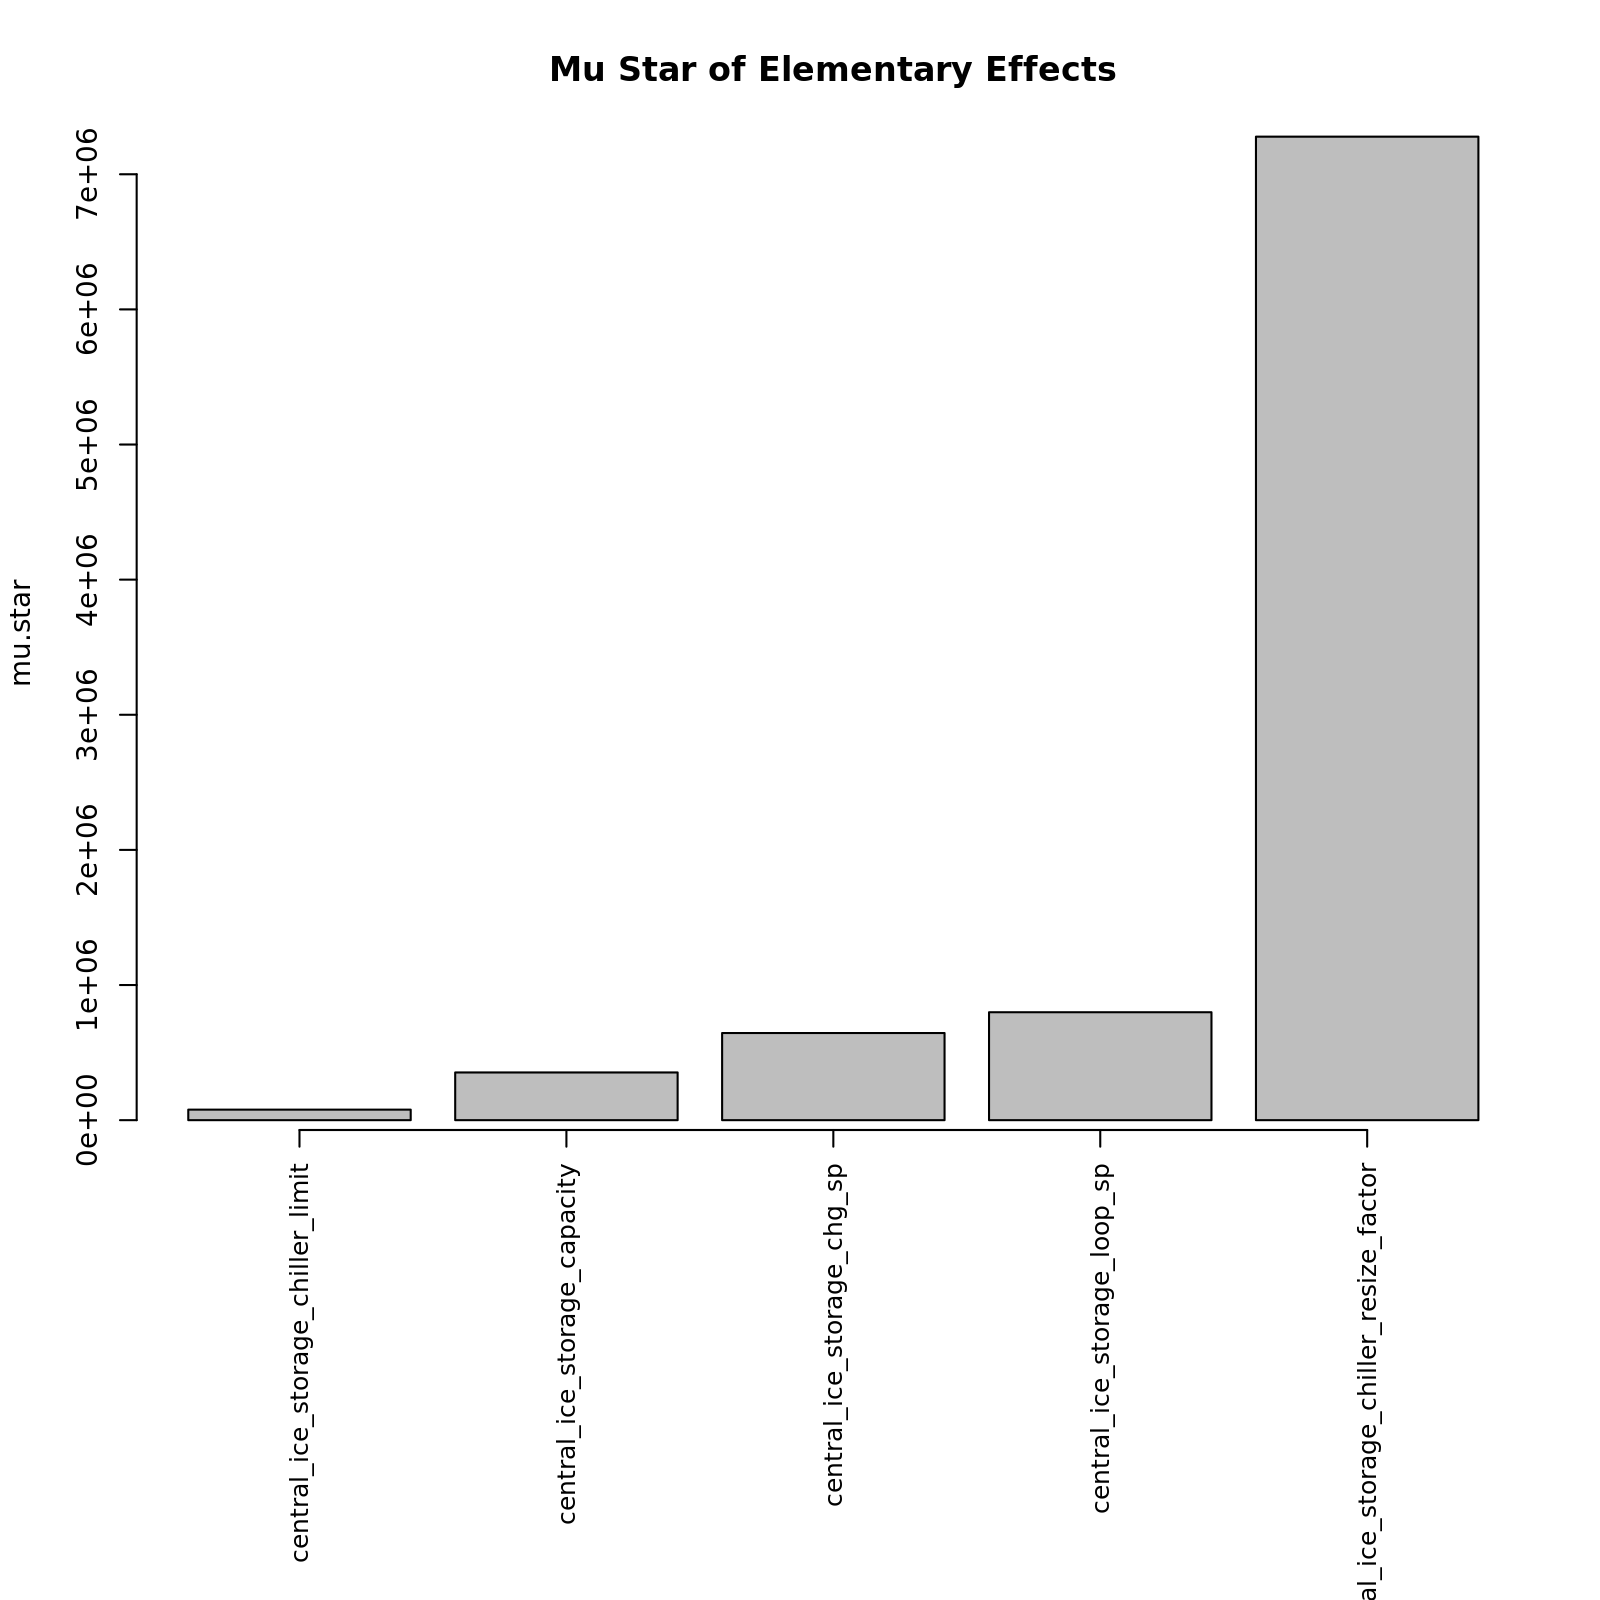 Mu Star of Elementary Effects
mu.star
7e+06
6e+06
5e+06
4e+06
3e+06
2e+06
1e+06
0e+00
central_ice_storage_chiller_limit
central_ice_storage_capacity
central_ice_storage_chg_sp
central_ice_storage_loop_sp
al_ice_storage_chiller_resize_factor